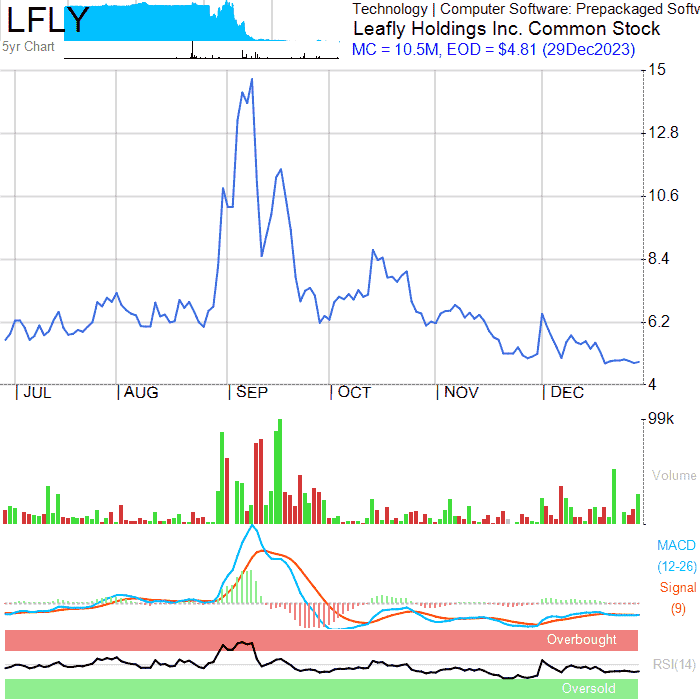 LFLY
5yr Chart
Technology | Computer Software: Prepackaged Softw
Leafly Holdings Inc. Common Stock
MC = 10.5M, EOD = $4.81 (29Dec2023)
15
12.8
10.6
8.4
6.2
4
JUL AUG SEP OCT NOV DEC
99k
Volume
MACD
(12-26)
Signal
(9)
Overbought
RSI(14)
Oversold